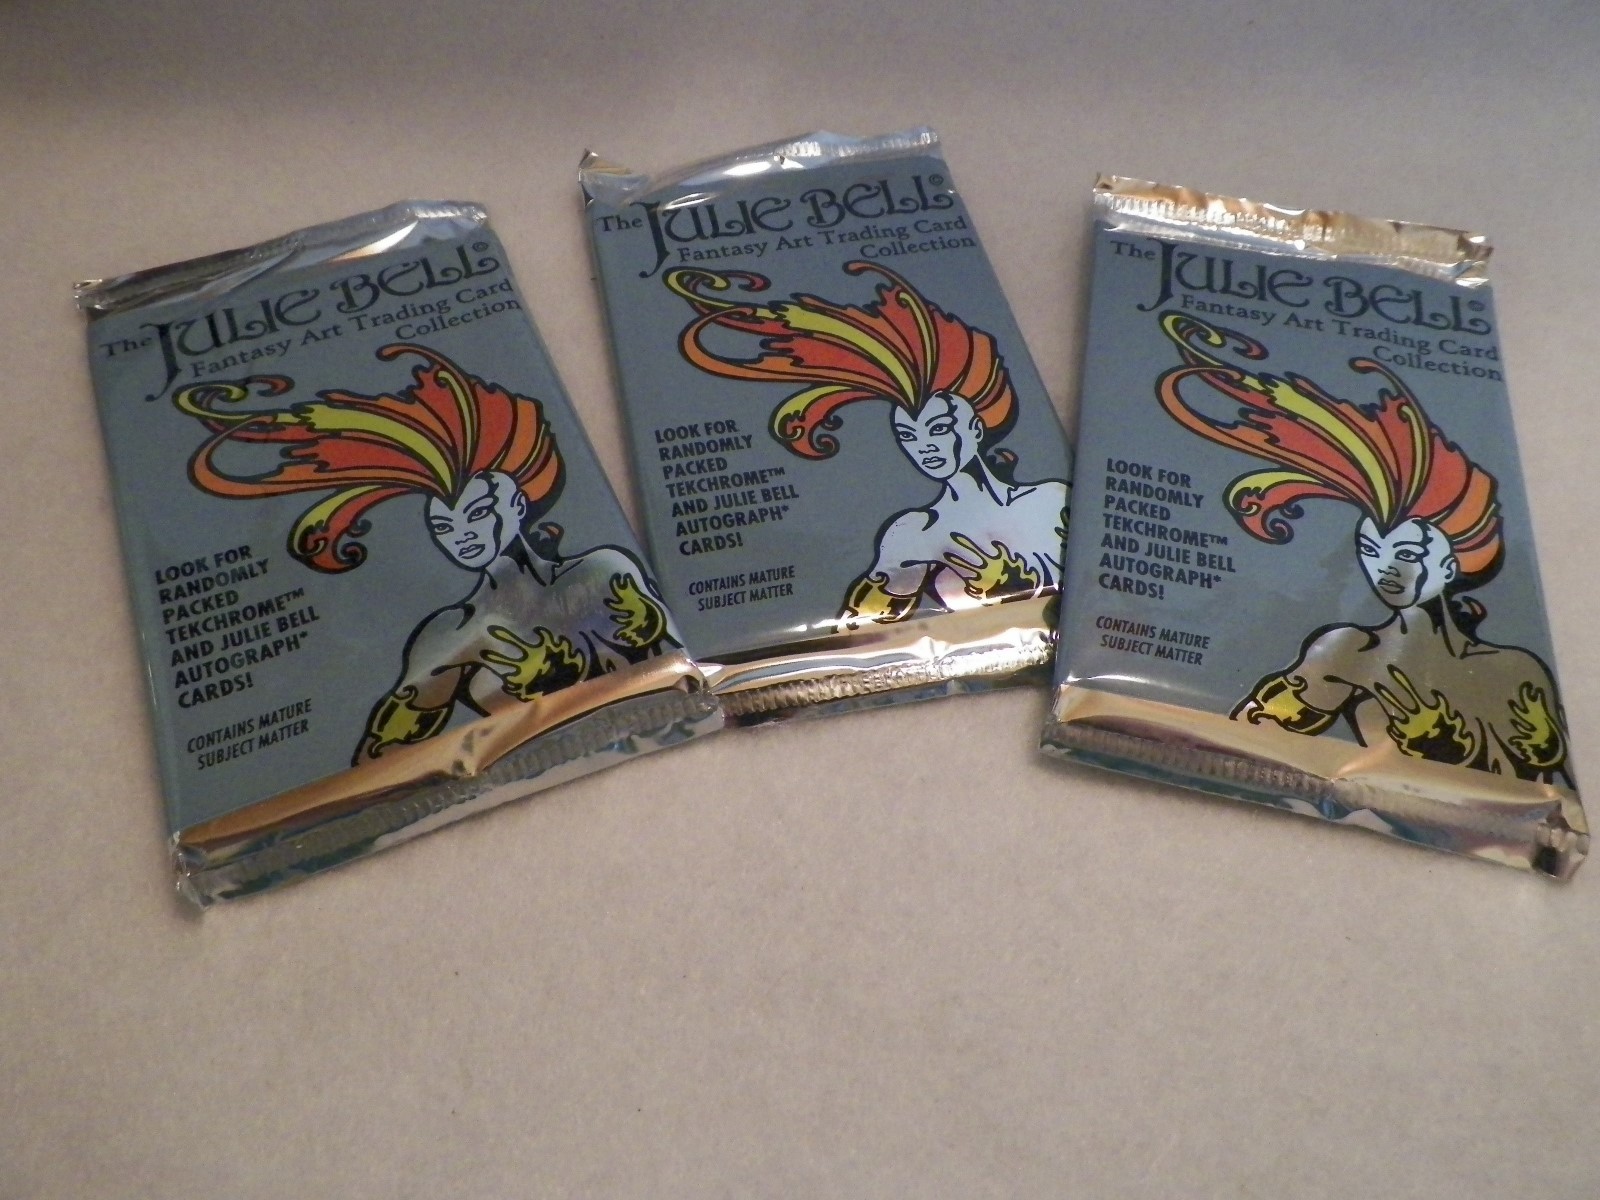 The JULIE BELL©
Fantasy Art Trading Card
Collection
LOOK FOR
RANDOMLY
PACKED
TEKCHROME™
AND JULIE BELL
AUTOGRAPH*
CARDS!
CONTAINS MATURE
SUBJECT MATTER
The JULIE BELL©
Fantasy Art Trading Card
Collection
LOOK FOR
RANDOMLY
PACKED
TEKCHROME™
AND JULIE BELL
AUTOGRAPH*
CARDS!
CONTAINS MATURE
SUBJECT MATTER
The JULIE BELL©
Fantasy Art Trading Card
Collection
LOOK FOR
RANDOMLY
PACKED
TEKCHROME™
AND JULIE BELL
AUTOGRAPH*
CARDS!
CONTAINS MATURE
SUBJECT MATTER